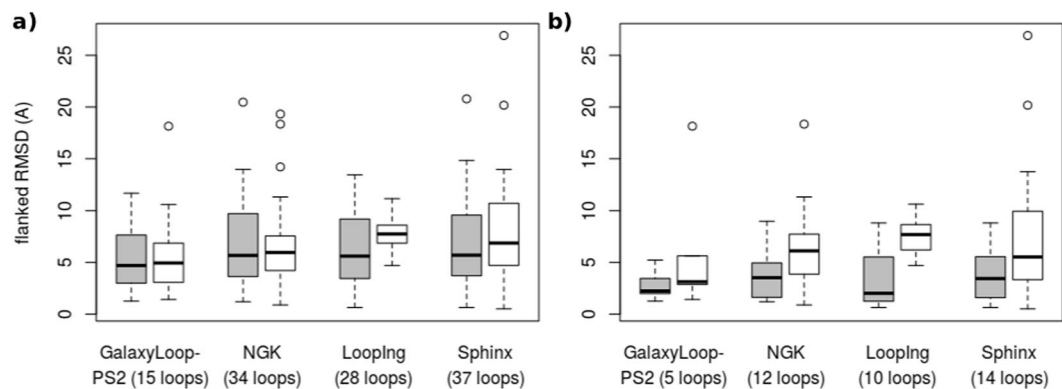 a)
b)
flanked RMSD (A)
25
20
15
10
5
0
25
20
15
10
5
0
GalaxyLoop-
PS2 (15 loops)
NGK
(34 loops)
LoopIng
(28 loops)
Sphinx
(37 loops)
GalaxyLoop-
PS2 (5 loops)
NGK
(12 loops)
LoopIng
(10 loops)
Sphinx
(14 loops)